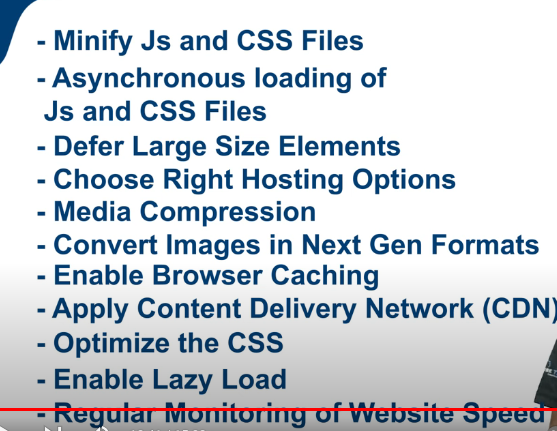 - Minify Js and CSS Files
- Asynchronous loading of
Js and CSS Files
- Defer Large Size Elements
- Choose Right Hosting Options
- Media Compression
- Convert Images in Next Gen Formats
- Enable Browser Caching
- Apply Content Delivery Network (CDN)
- Optimize the CSS
- Enable Lazy Load
- Regular Monitoring of Website Speed